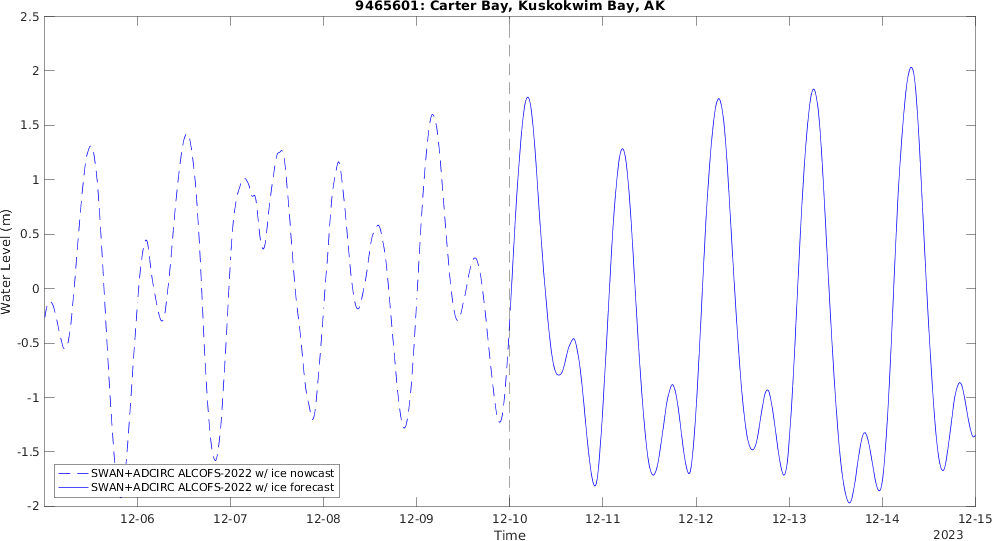 9465601: Carter Bay, Kuskokwim Bay, AK
2.5
2
1.5
1
0.5
0
-0.5
-1
-1.5
-2
Water Level (m)
SWAN+ADCIRC ALCOFS-2022 w/ ice nowcast
SWAN+ADCIRC ALCOFS-2022 w/ ice forecast
12-06 12-07 12-08 12-09 12-10 12-11 12-12 12-13 12-14 12-15
Time
2023